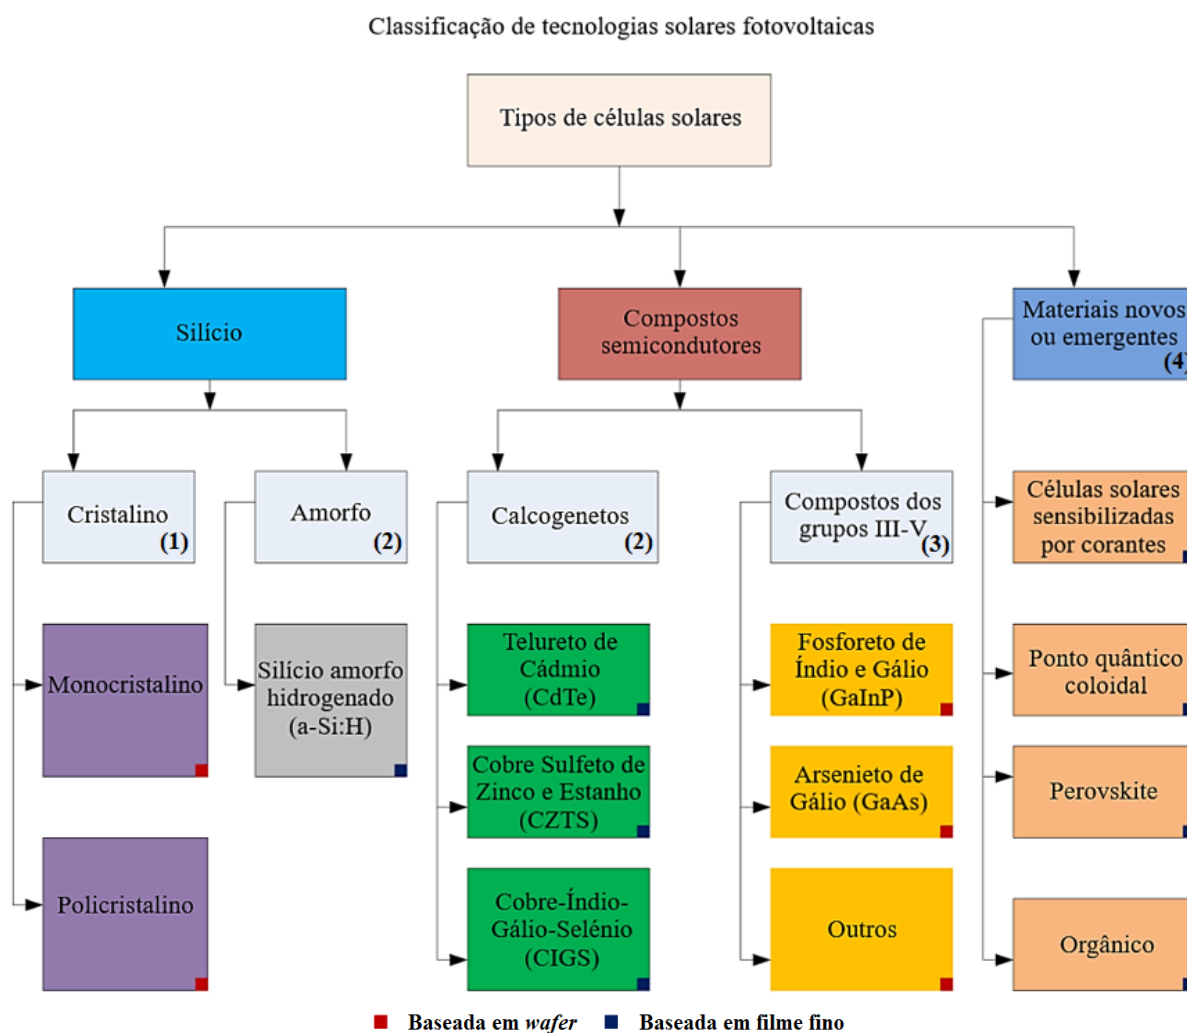 Classificação de tecnologias solares fotovoltaicas
Tipos de células solares
Silício
Compostos
semicondutores
Materiais novos
ou emergentes
(4)
Cristalino
(1)
Amorfo
(2)
Calcogenetos
(2)
Compostos dos
grupos III-V
(3)
Células solares
sensibilizadas
por corantes
Monocristalino
Silício amorfo
hidrogenado
(a-Si:H)
Telureto de
Cádmio
(CdTe)
Fosforeto de
Índio e Gálio
(GaInP)
Ponto quântico
coloidal
Cobre Sulfeto de
Zinco e Estanho
(CZTS)
Arsenieto de
Gálio (GaAs)
Perovskite
Policristalino
Cobre-Índio-
Gálio-Selénio
(CIGS)
Outros
Orgânico
Baseada em wafer
Baseada em filme fino